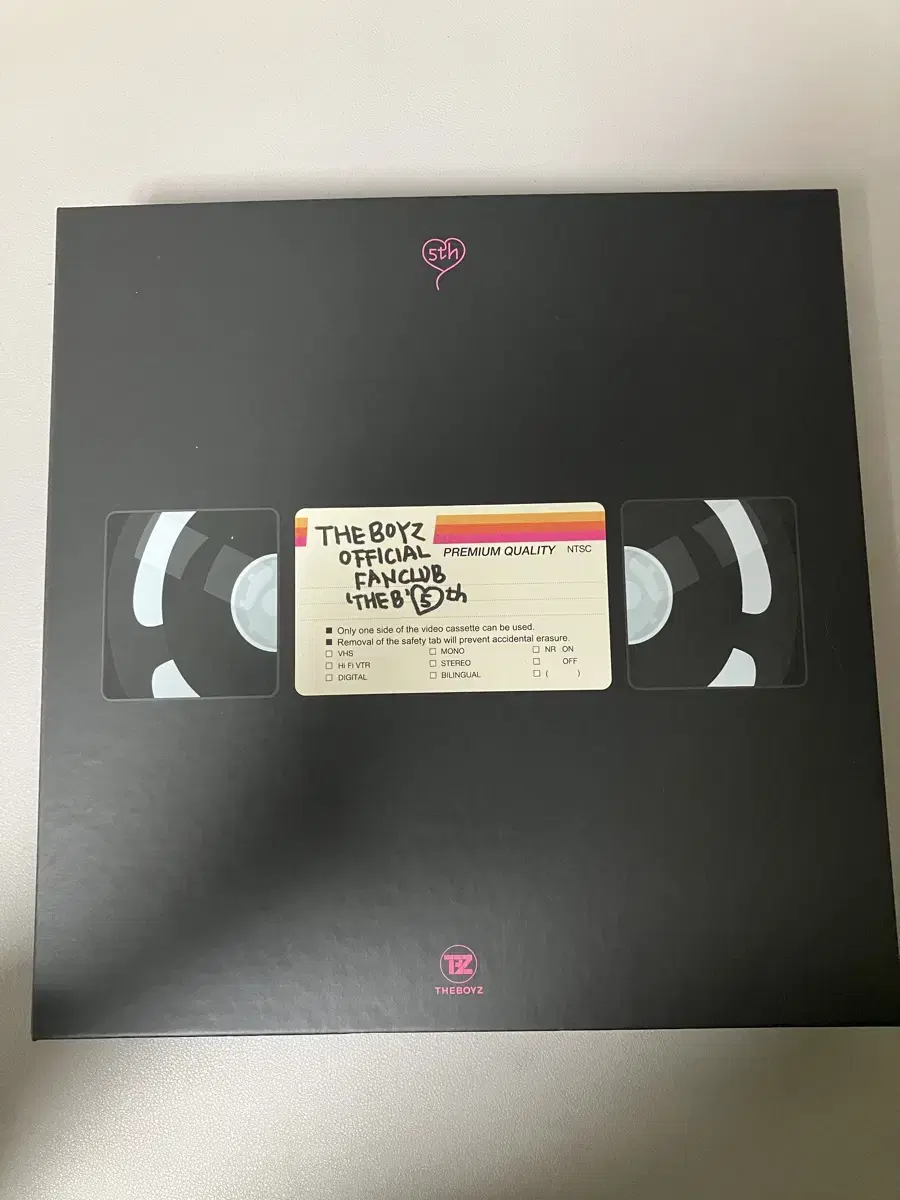 5th
THE BOYZ
OFFICIAL
FANCLUB
'THE B' 5th
PREMIUM QUALITY NTSC
■ Only one side of the video cassette can be used.
■ Removal of the safety tab will prevent accidental erasure.
□ VHS □ MONO □ NR ON
□ Hi Fi VTR □ STEREO □ OFF
□ DIGITAL □ BILINGUAL □ ( )
TBZ
THEBOYZ